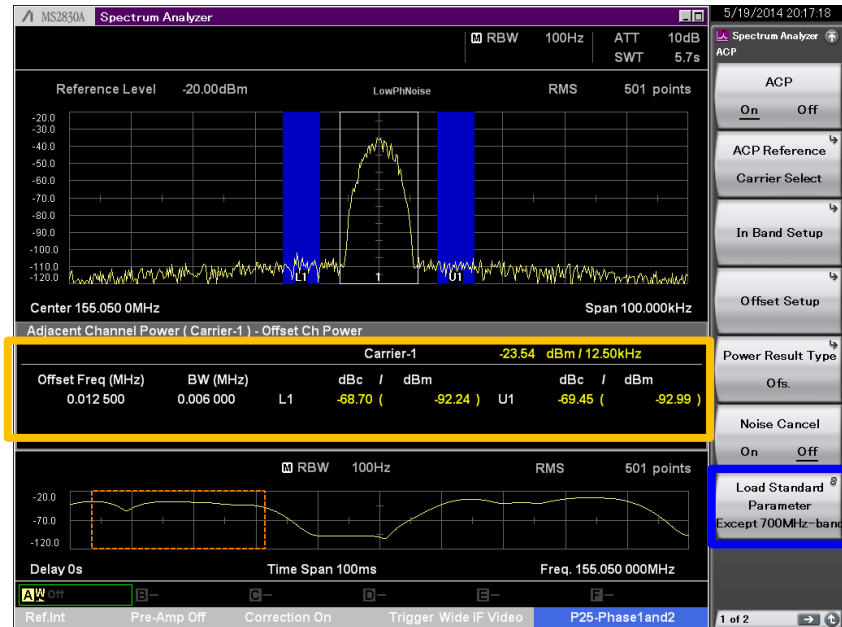 MS2830A Spectrum Analyzer
5/19/2014 20:17:18
M RBW 100Hz ATT 10dB
SWT 5.7s
Reference Level -20.00dBm LowPhNoise RMS 501 points
-20.0
-30.0
-40.0
-50.0
-60.0
-70.0
-80.0
-90.0
-100.0
-110.0
-120.0
L1 1 U1
Center 155.050 0MHz Span 100.000kHz
Adjacent Channel Power ( Carrier-1 ) - Offset Ch Power
Carrier-1 -23.54 dBm / 12.50kHz
Offset Freq (MHz) BW (MHz) dBc / dBm dBc / dBm
0.012 500 0.006 000 L1 -68.70 ( -92.24 ) U1 -69.45 ( -92.99 )
M RBW 100Hz RMS 501 points
-20.0
-70.0
-120.0
Delay 0s Time Span 100ms Freq. 155.050 000MHz
A W Off B- C- D- E- F-
Ref.Int Pre-Amp Off Correction On Trigger Wide IF Video P25-Phase1and2
Spectrum Analyzer
ACP
ACP
On Off
ACP Reference
Carrier Select
In Band Setup
Offset Setup
Power Result Type
Ofs.
Noise Cancel
On Off
Load Standard
Parameter
Except 700MHz-band
1 of 2